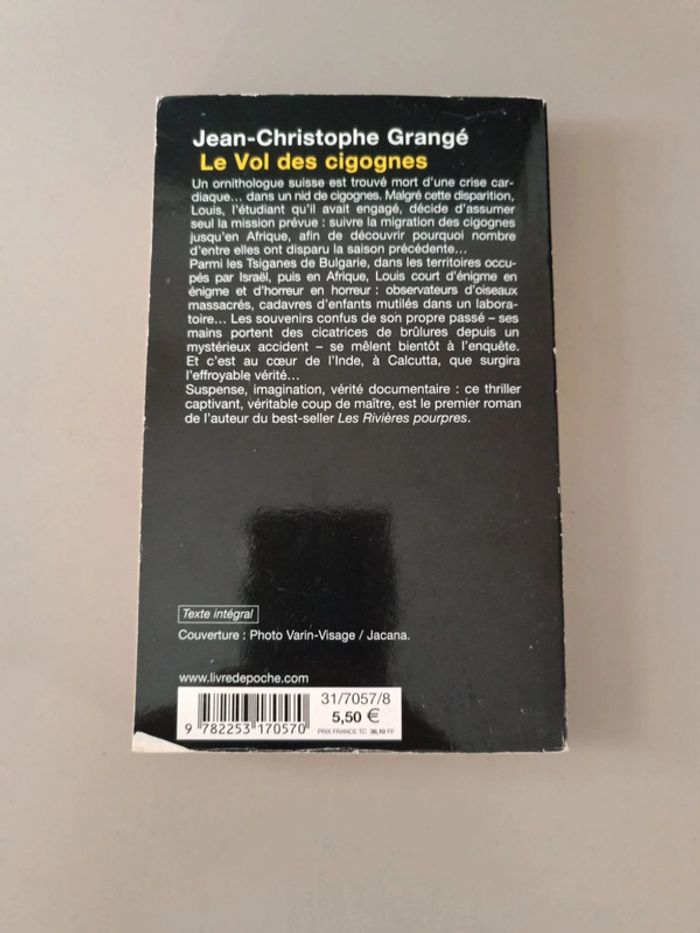 Jean-Christophe Grangé
Le Vol des cigognes
Un ornithologue suisse est trouvé mort d'une crise car-
diaque... dans un nid de cigognes. Malgré cette disparition,
Louis, l'étudiant qu'il avait engagé, décide d'assumer
seul la mission prévue : suivre la migration des cigognes
jusqu'en Afrique, afin de découvrir pourquoi nombre
d'entre elles ont disparu la saison précédente...
Parmi les Tsiganes de Bulgarie, dans les territoires occu-
pés par Israël, puis en Afrique, Louis court d'énigme en
énigme et d'horreur en horreur : observateurs d'oiseaux
massacrés, cadavres d'enfants mutilés dans un labora-
toire... Les souvenirs confus de son propre passé – ses
mains portent des cicatrices de brûlures depuis un
mystérieux accident – se mêlent bientôt à l'enquête.
Et c'est au cœur de l'Inde, à Calcutta, que surgira
l'effroyable vérité...
Suspense, imagination, vérité documentaire : ce thriller
captivant, véritable coup de maître, est le premier roman
de l'auteur du best-seller Les Rivières pourpres.
Texte intégral
Couverture : Photo Varin-Visage / Jacana.
www.livredepoche.com
31/7057/8
5,50 €
PRIX FRANCE TC 36,10 FF
9 782253 170570